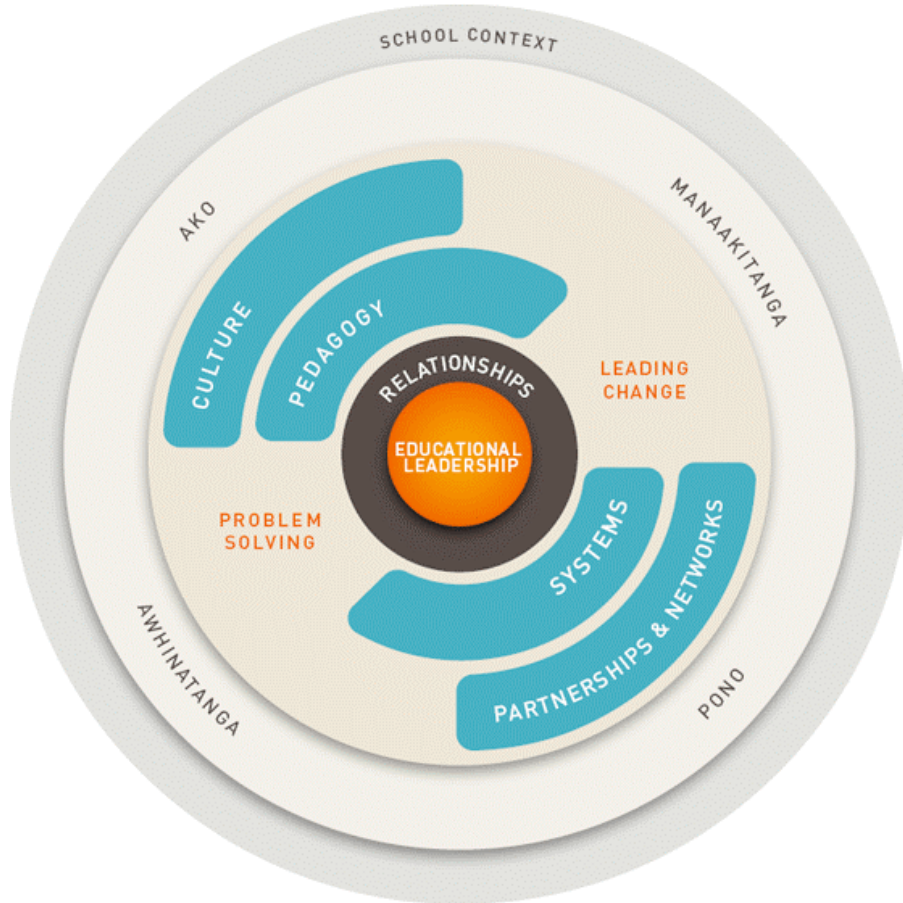 SCHOOL CONTEXT
AKO
MANAAKITANGA
CULTURE
PEDAGOGY
RELATIONSHIPS
LEADING
CHANGE
EDUCATIONAL
LEADERSHIP
PROBLEM
SOLVING
SYSTEMS
PARTNERSHIPS & NETWORKS
AWHINATANGA
PONO